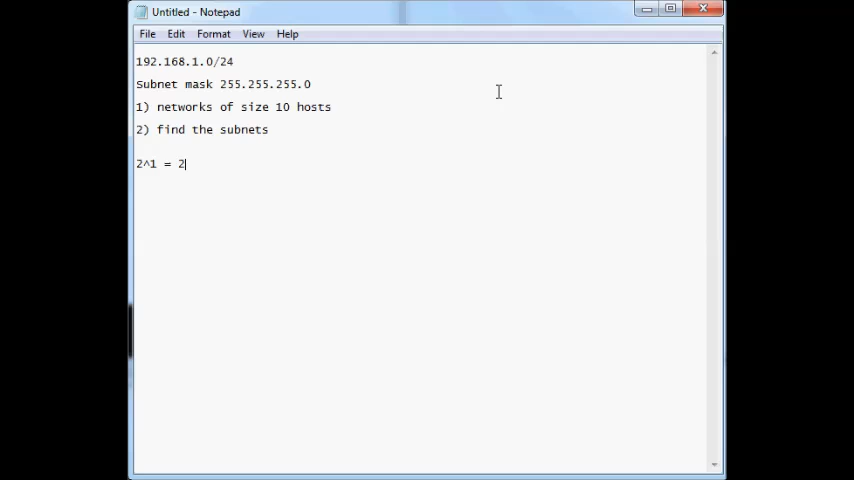 Untitled - Notepad
File Edit Format View Help
192.168.1.0/24
Subnet mask 255.255.255.0
1) networks of size 10 hosts
2) find the subnets
2^1 = 2